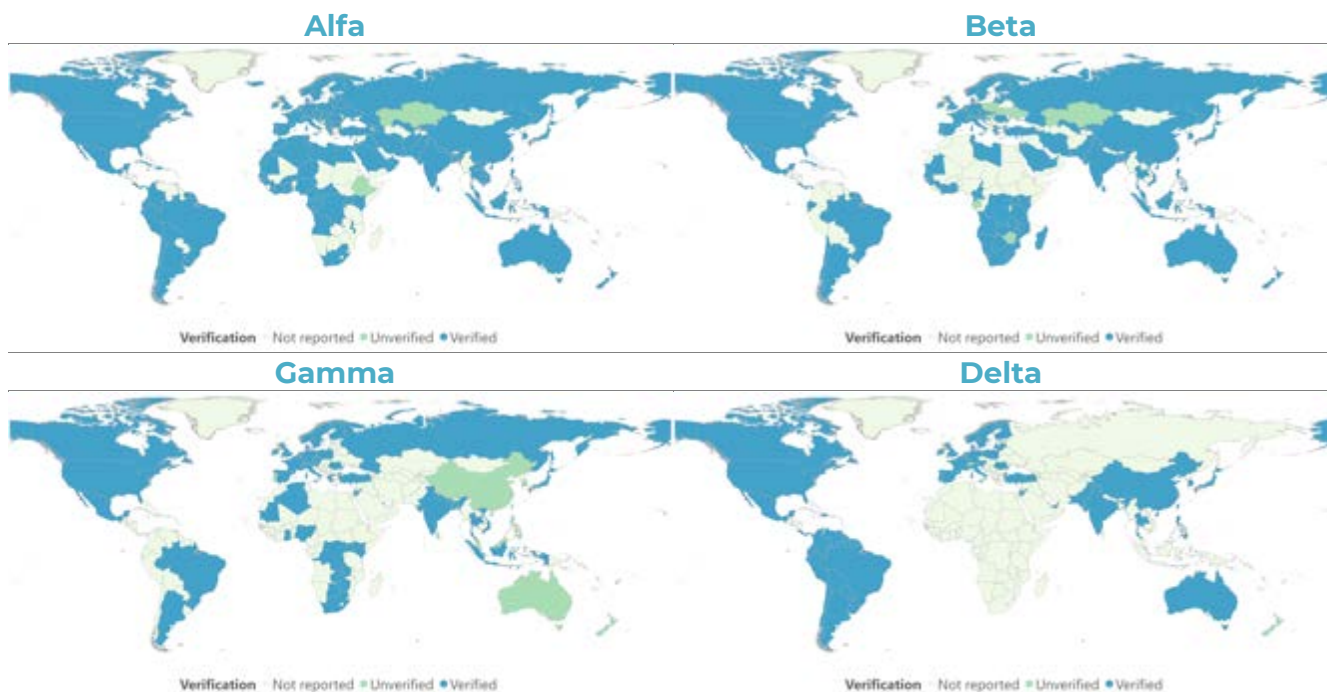 Alfa
Beta
Verification Not reported Unverified Verified
Verification Not reported Unverified Verified
Gamma
Delta
Verification Not reported Unverified Verified
Verification Not reported Unverified Verified